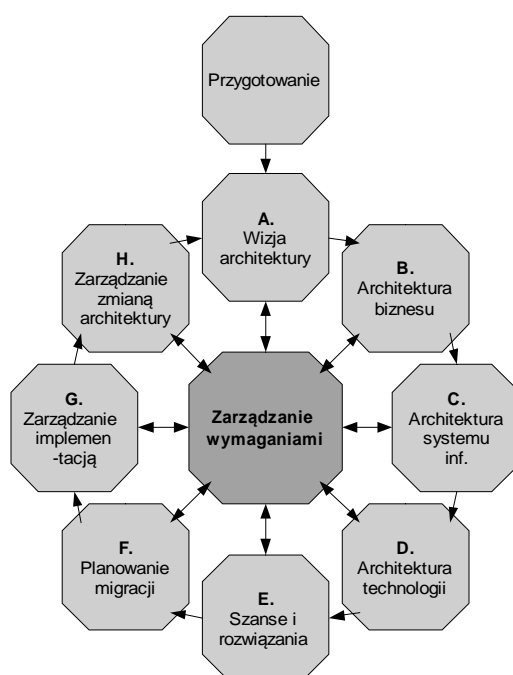 Przygotowanie
A.
Wizja
architektury
H.
Zarządzanie
zmianą
architektury
B.
Architektura
biznesu
G.
Zarządzanie
implemen
-tacją
Zarządzanie
wymaganiami
C.
Architektura
systemu
inf.
F.
Planowanie
migracji
D.
Architektura
technologii
E.
Szanse i
rozwiązania